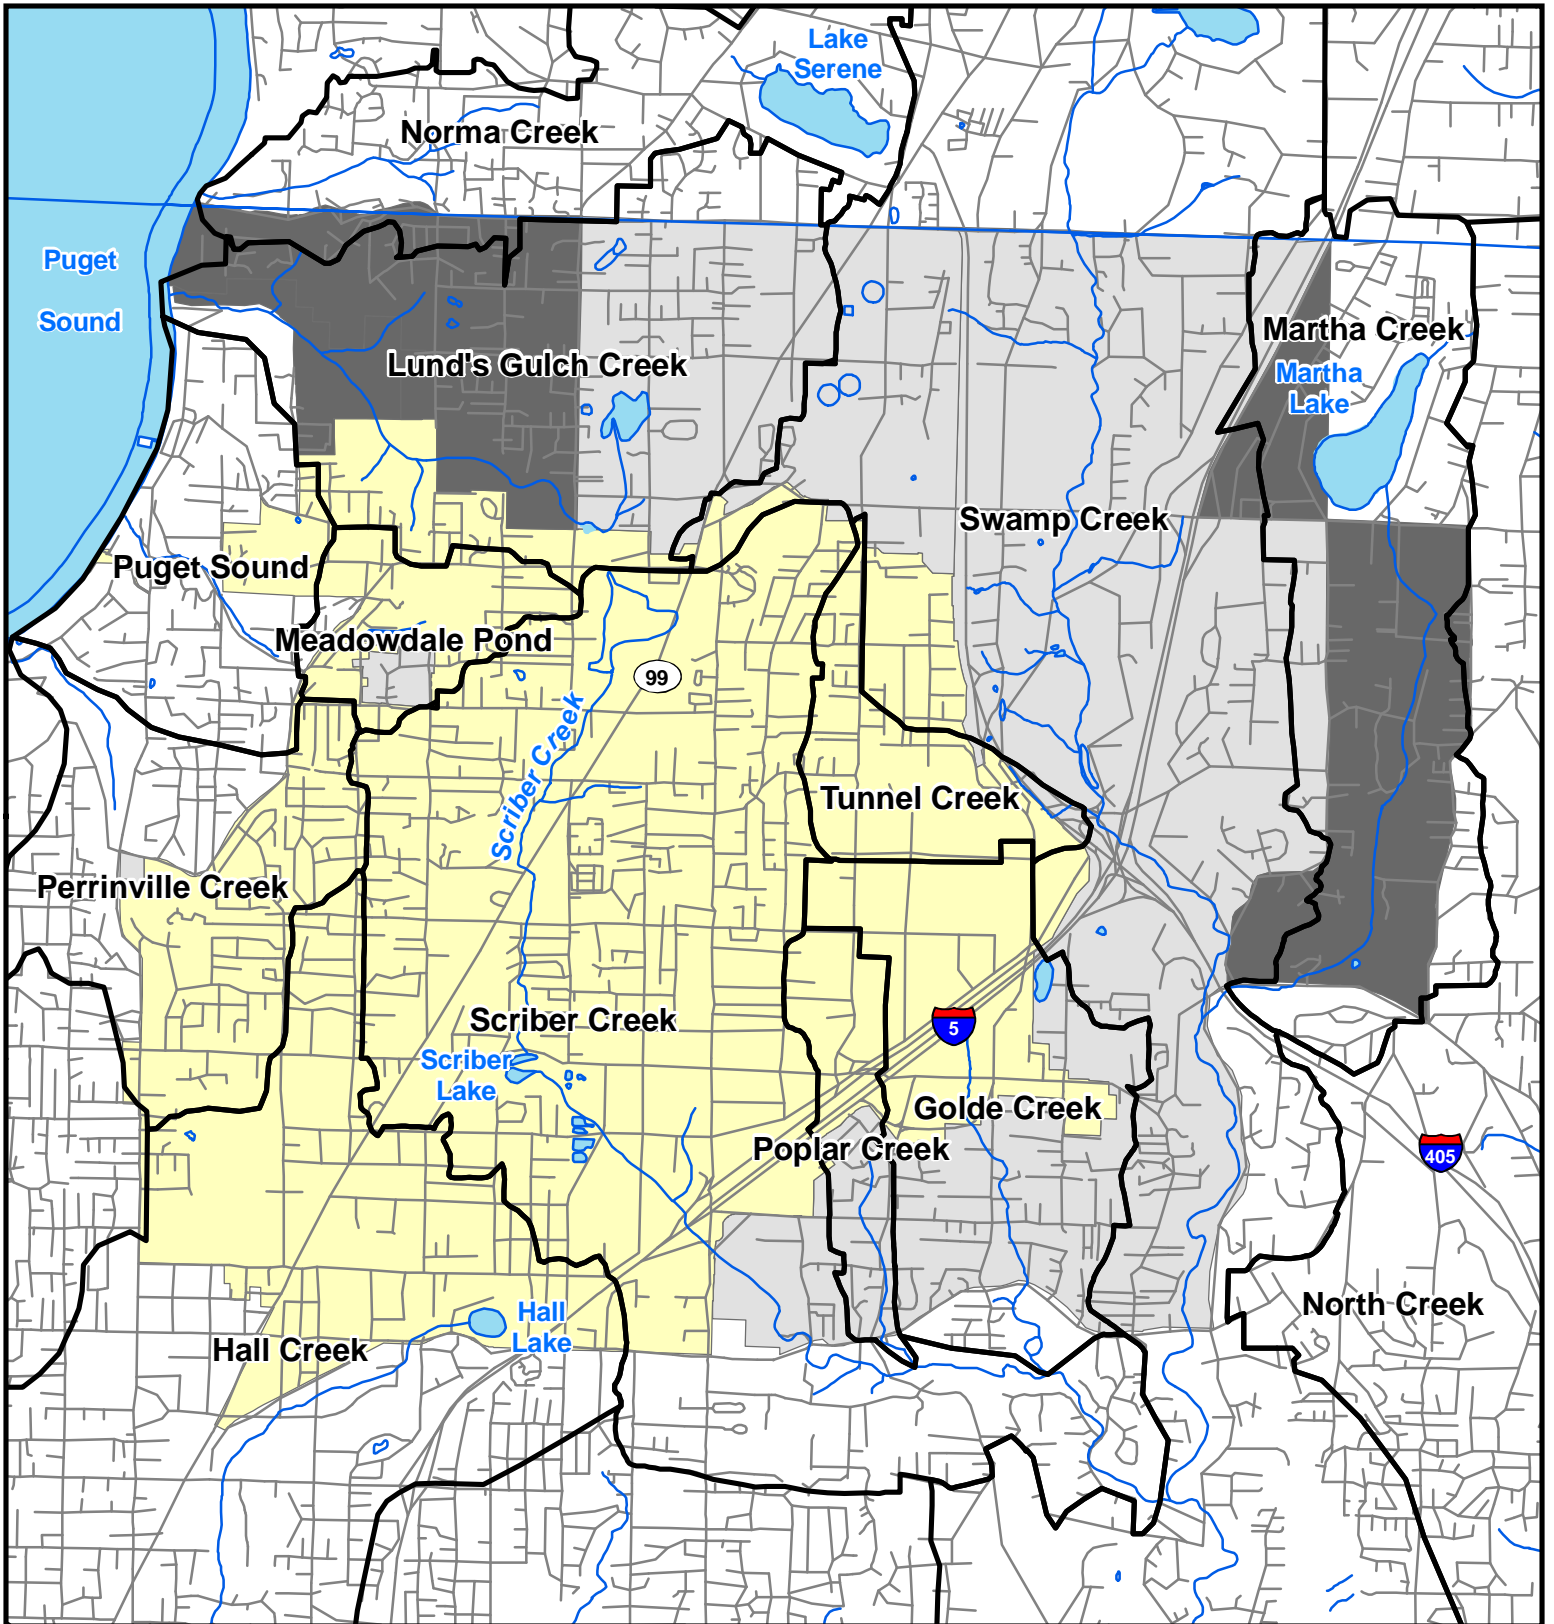 Lake
Serene
Norma Creek
Puget
Sound
Martha Creek
Lund's Gulch Creek
Martha
Lake
Swamp Creek
Puget Sound
Meadowdale Pond
99
Scriber Creek
Tunnel Creek
Perrinville Creek
Scriber Creek
5
Scriber
Lake
Golde Creek
Poplar Creek
405
North Creek
Hall
Lake
Hall Creek